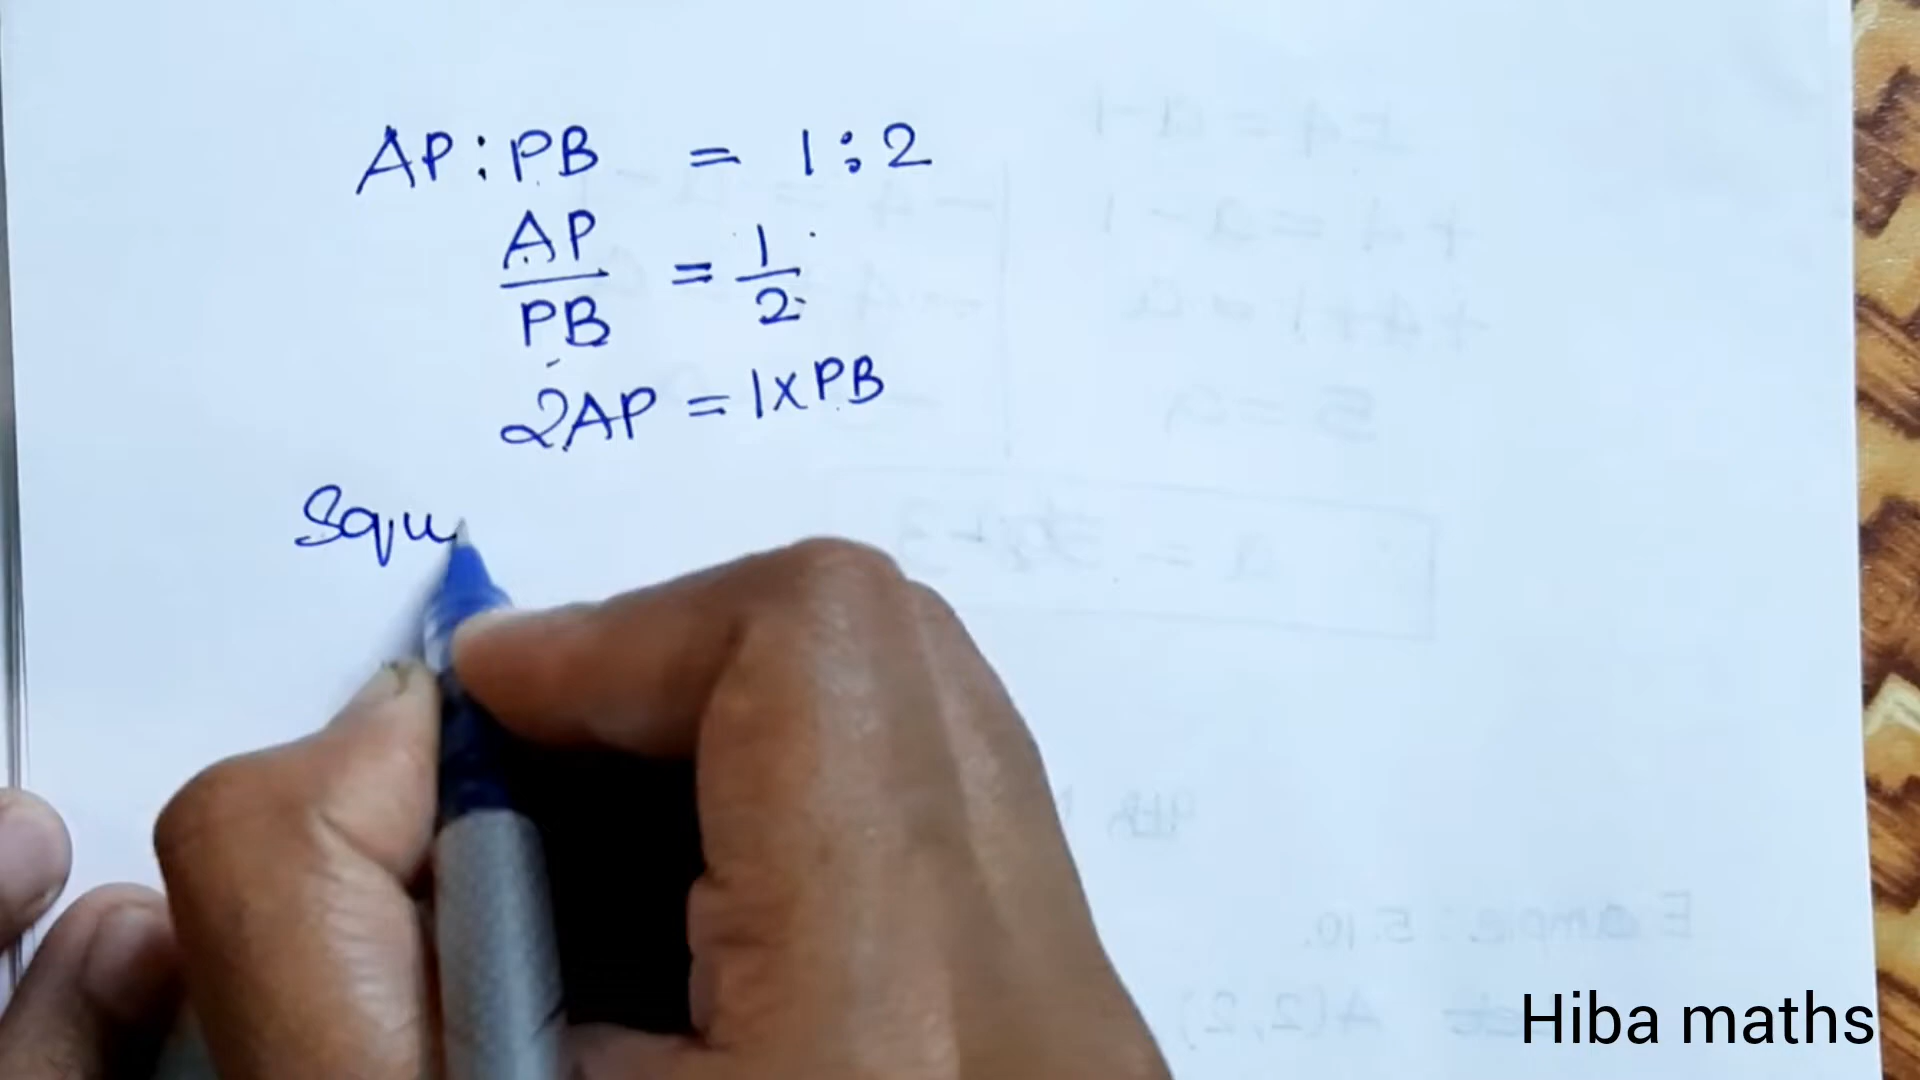 AP : PB = 1 : 2
AP/PB = 1/2
2AP = 1 x PB
Squ
Hiba maths